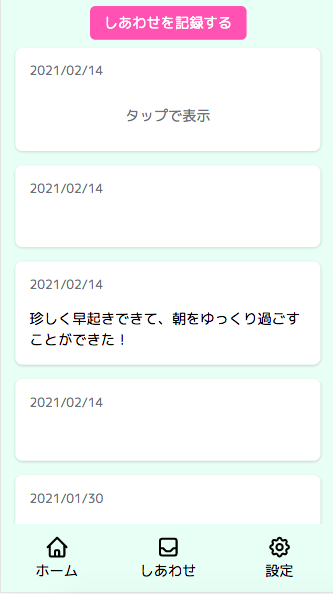 しあわせを記録する
2021/02/14
タップで表示
2021/02/14
2021/02/14
珍しく早起きできて、朝をゆっくり過ごす
ことができた！
2021/02/14
2021/01/30
ホーム
しあわせ
設定